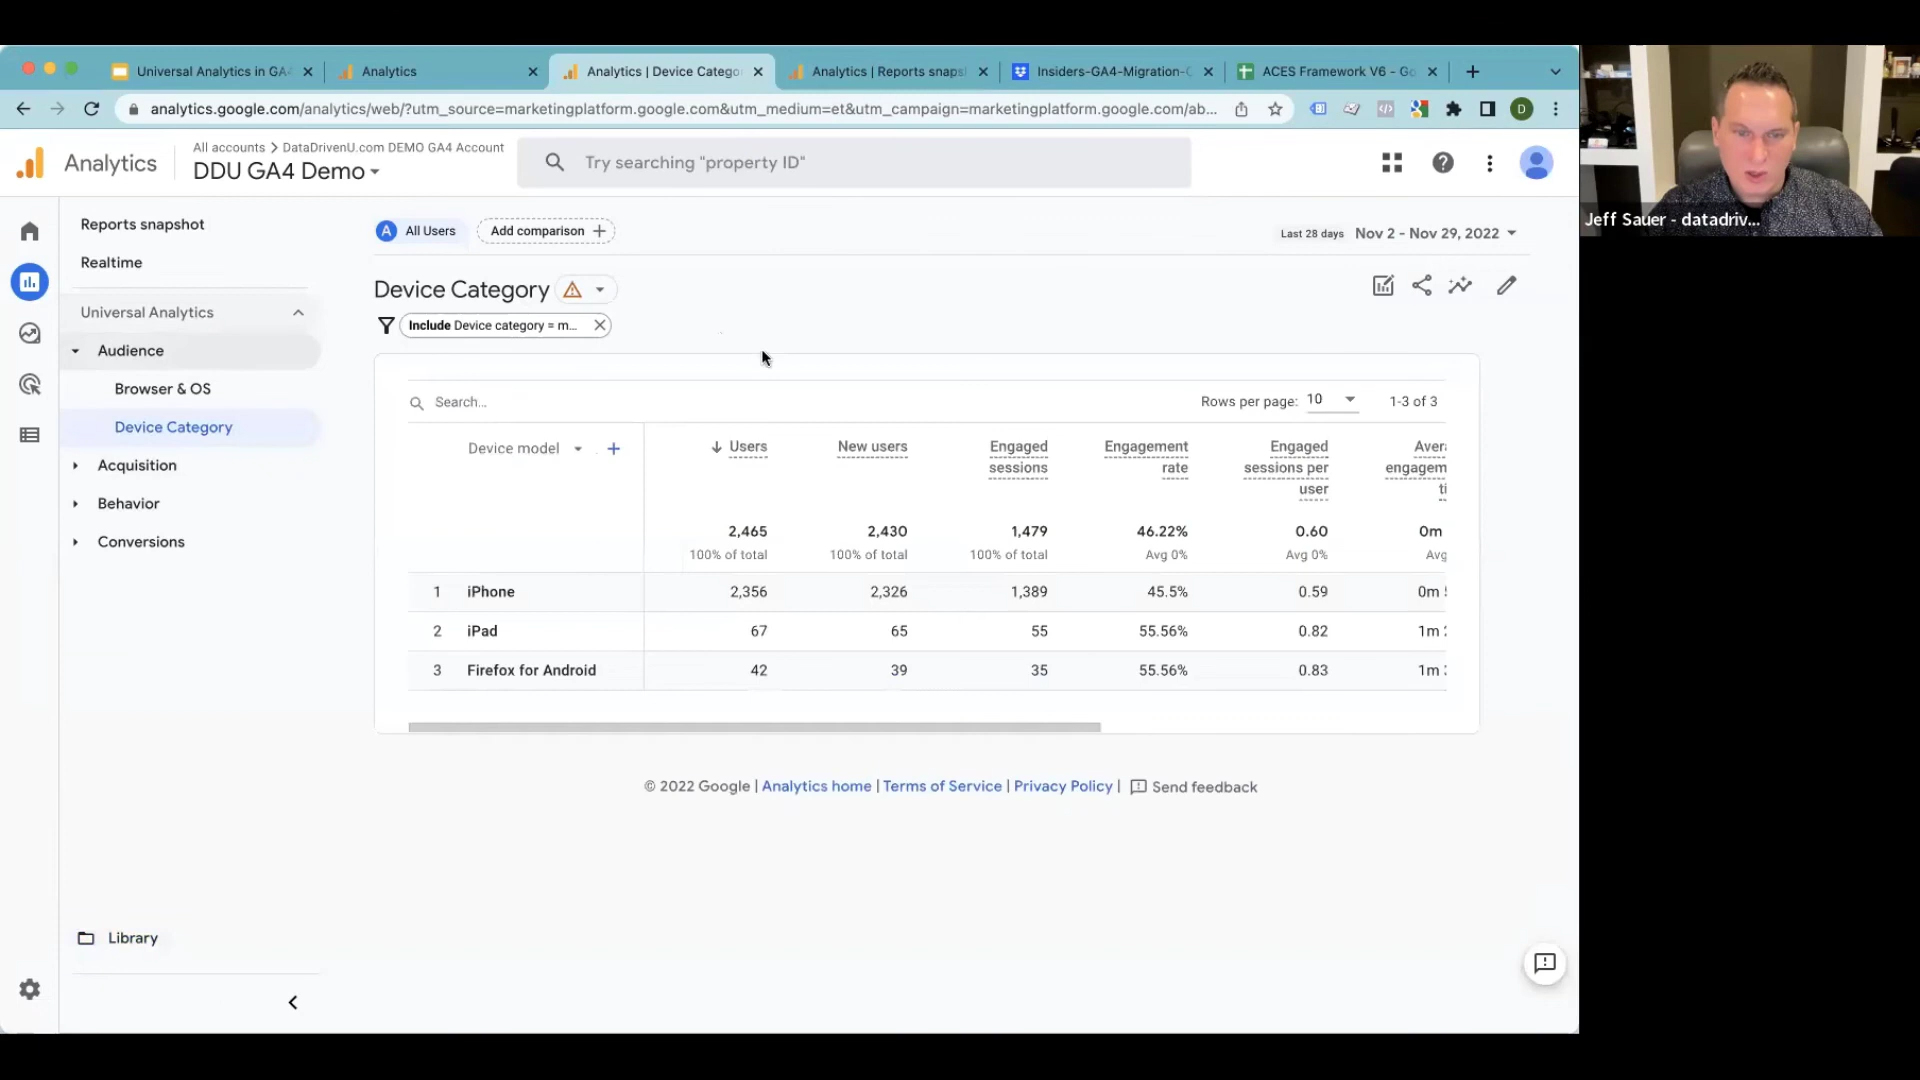 Universal Analytics in GA
Analytics
Analytics | Device Catego
Analytics | Reports snaps
Insiders-GA4-Migration-
ACES Framework V6 - Go
analytics.google.com/analytics/web/?utm_source=marketingplatform.google.com&utm_medium=et&utm_campaign=marketingplatform.google.com/ab...
D
Analytics
All accounts > DataDrivenU.com DEMO GA4 Account
DDU GA4 Demo
Try searching "property ID"
Jeff Sauer - datadriv...
Reports snapshot
Realtime
Universal Analytics
Audience
Browser & OS
Device Category
Acquisition
Behavior
Conversions
Library
A All Users
Add comparison +
Last 28 days Nov 2 - Nov 29, 2022
Device Category
Include Device category = m...
Search...
Rows per page: 10
1-3 of 3
Device model
Users
New users
Engaged sessions
Engagement rate
Engaged sessions per user
Avera engagem ti
2,465 2,430 1,479 46.22% 0.60 0m
100% of total 100% of total 100% of total Avg 0% Avg 0% Avg
1 iPhone 2,356 2,326 1,389 45.5% 0.59 0m
2 iPad 67 65 55 55.56% 0.82 1m
3 Firefox for Android 42 39 35 55.56% 0.83 1m
© 2022 Google | Analytics home | Terms of Service | Privacy Policy | Send feedback